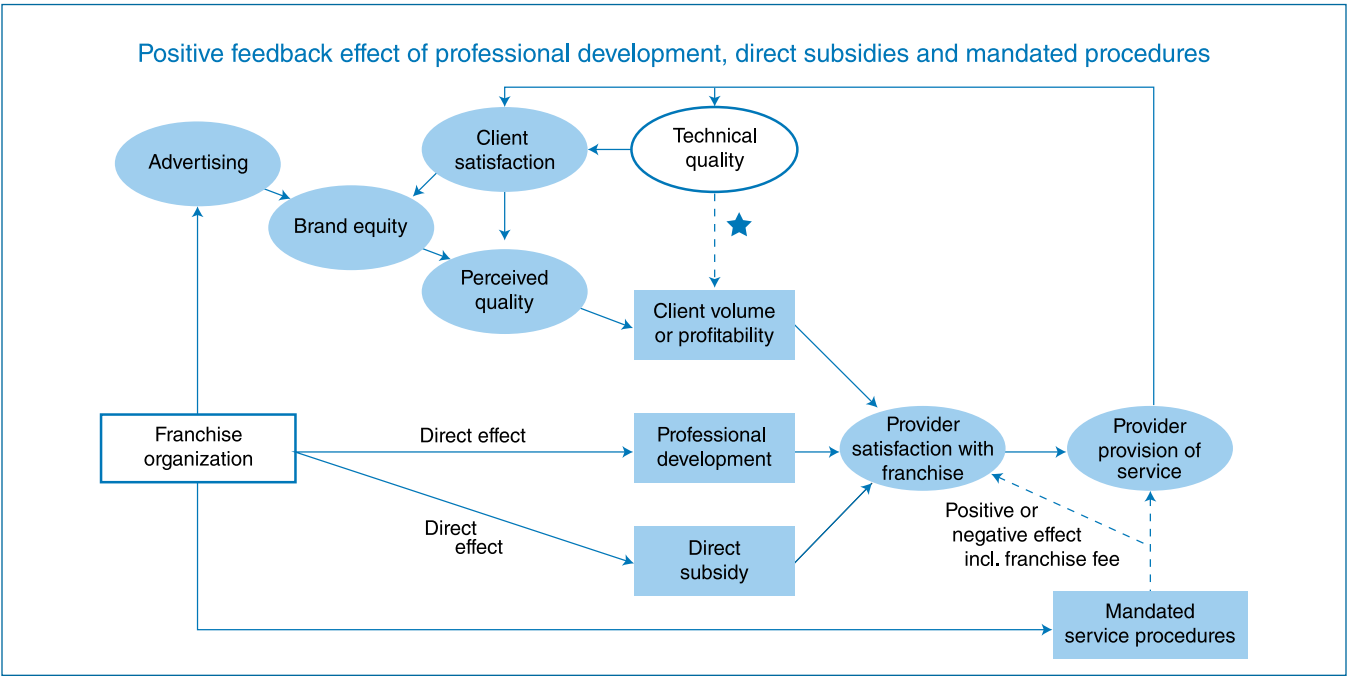 Positive feedback effect of professional development, direct subsidies and mandated procedures
Client
satisfaction
Technical
quality
Advertising
Brand equity
Perceived
quality
Client volume
or profitability
Franchise
organization
Direct effect
Professional
development
Provider
satisfaction with
franchise
Provider
provision of
service
Direct
effect
Direct
subsidy
Positive or
negative effect
incl. franchise fee
Mandated
service procedures